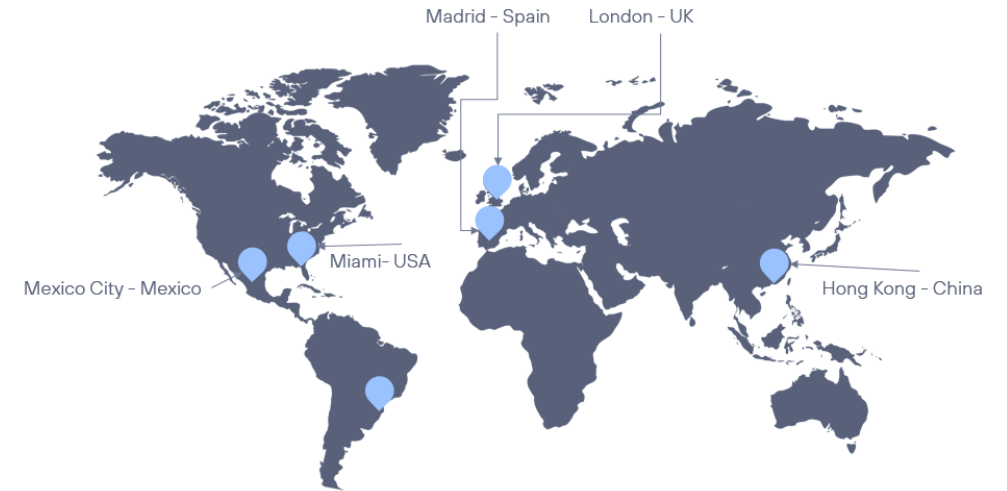 Madrid - Spain
London - UK
Miami- USA
Mexico City - Mexico
Hong Kong - China